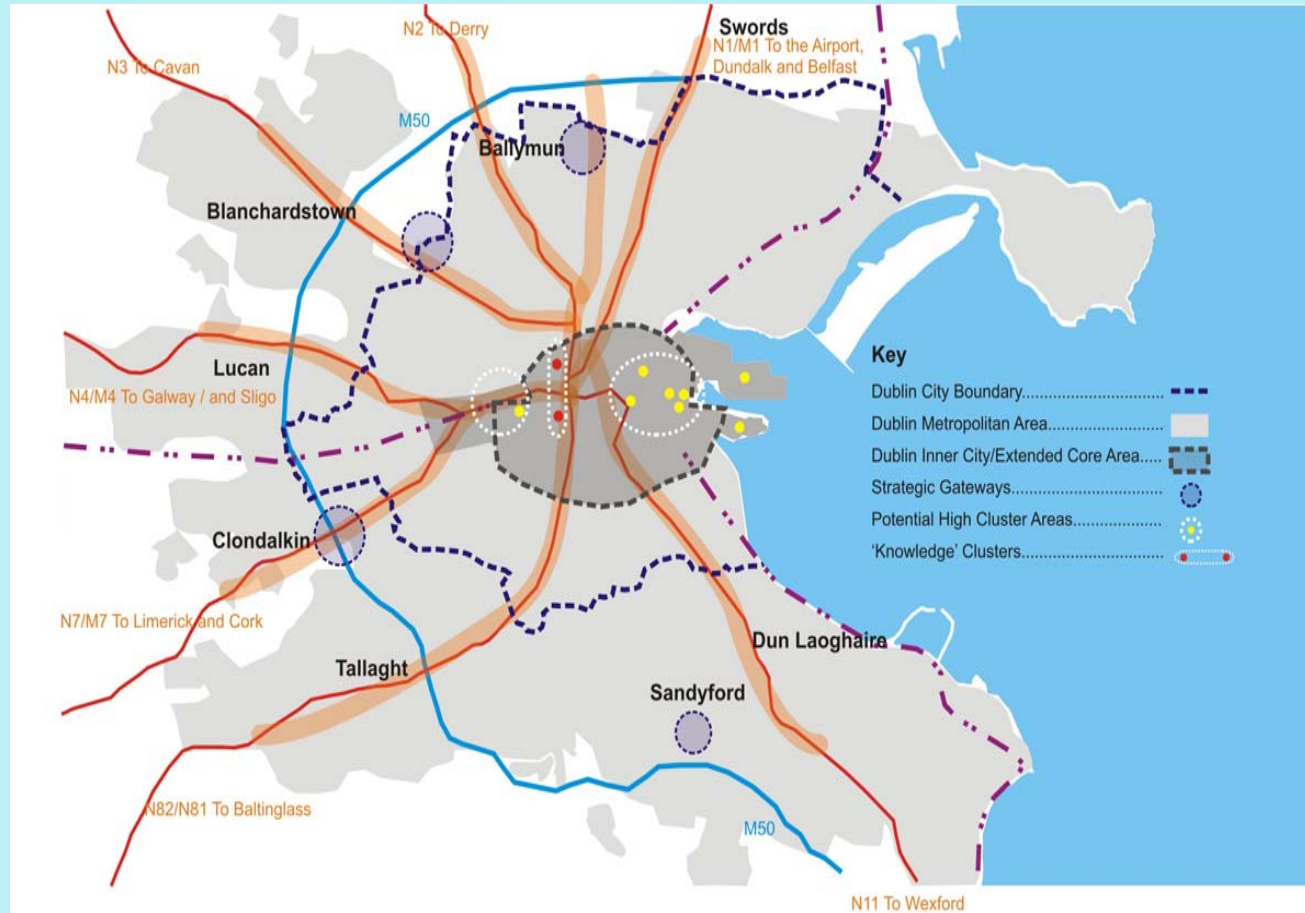 Swords
N1/M1 To the Airport,
Dundalk and Belfast
N2 To Derry
N3 To Cavan
M50
Ballymun
Blanchardstown
Lucan
N4/M4 To Galway / and Sligo
Clondalkin
N7/M7 To Limerick and Cork
Tallaght
Dun Laoghaire
Sandyford
N82/N81 To Baltinglass
M50
N11 To Wexford
Key
Dublin City Boundary................................
Dublin Metropolitan Area.........................
Dublin Inner City/Extended Core Area.....
Strategic Gateways..................................
Potential High Cluster Areas....................
'Knowledge' Clusters...............................